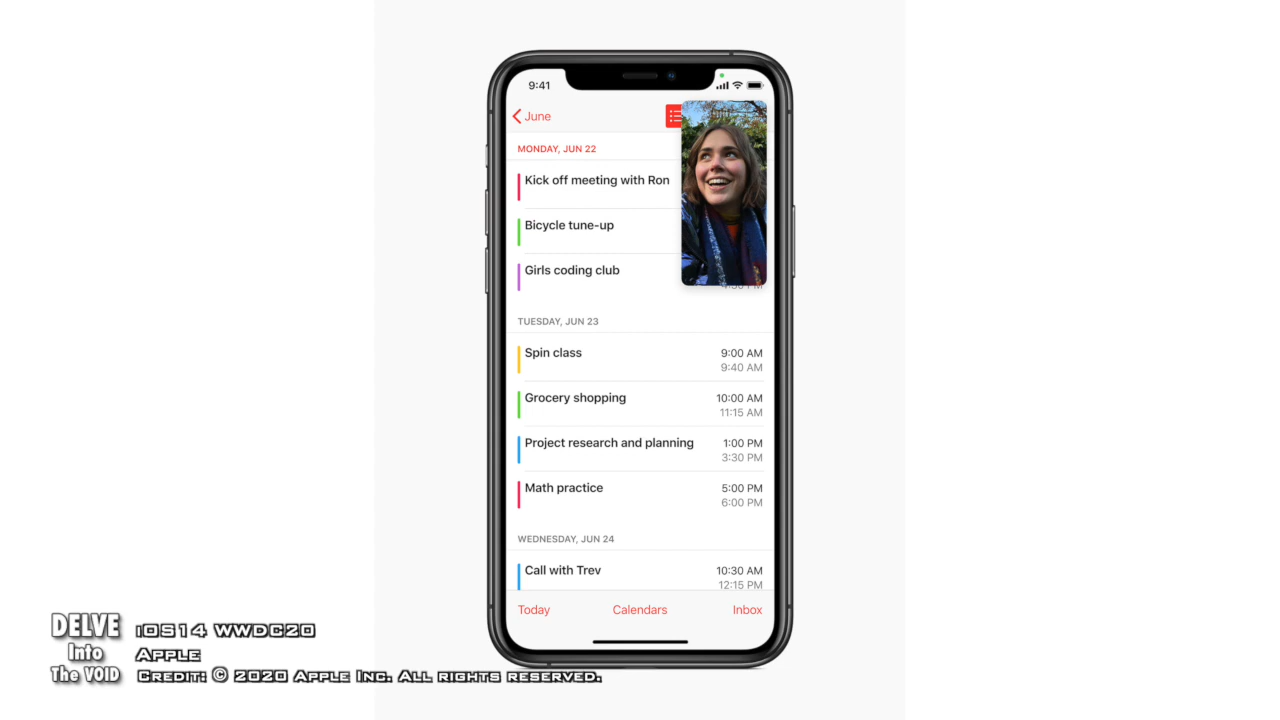 9:41
June
MONDAY, JUN 22
Kick off meeting with Ron
Bicycle tune-up
Girls coding club
TUESDAY, JUN 23
Spin class 9:00 AM
9:40 AM
Grocery shopping 10:00 AM
11:15 AM
Project research and planning 1:00 PM
3:30 PM
Math practice 5:00 PM
6:00 PM
WEDNESDAY, JUN 24
Call with Trev 10:30 AM
12:15 PM
Today Calendars Inbox
DELVE
Into
The VOID
iOS14 WWDC20
Apple
Credit: © 2020 Apple Inc. All rights reserved.